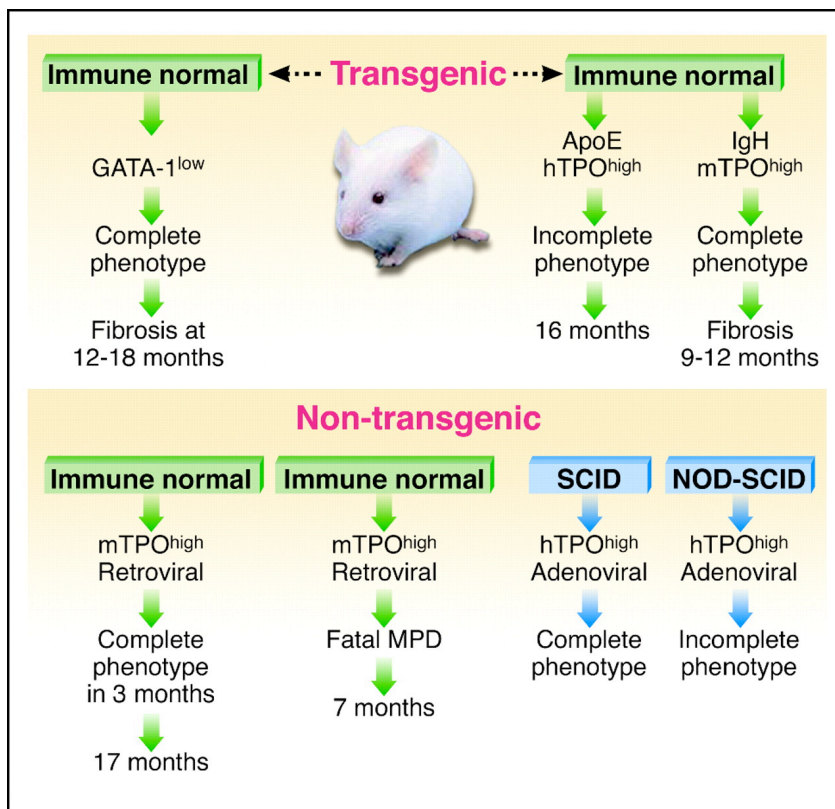 Immune normal
Transgenic
Immune normal
GATA-1low
Complete
phenotype
Fibrosis at
12-18 months
ApoE
hTPOhigh
Incomplete
phenotype
16 months
IgH
mTPOhigh
Complete
phenotype
Fibrosis
9-12 months
Non-transgenic
Immune normal
mTPOhigh
Retroviral
Complete
phenotype
in 3 months
17 months
Immune normal
mTPOhigh
Retroviral
Fatal MPD
7 months
SCID
hTPOhigh
Adenoviral
Complete
phenotype
NOD-SCID
hTPOhigh
Adenoviral
Incomplete
phenotype